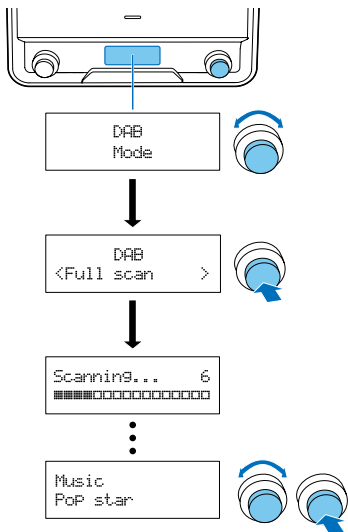 DAB
Mode
DAB
<Full scan >
Scanning... 6
Music
Pop star